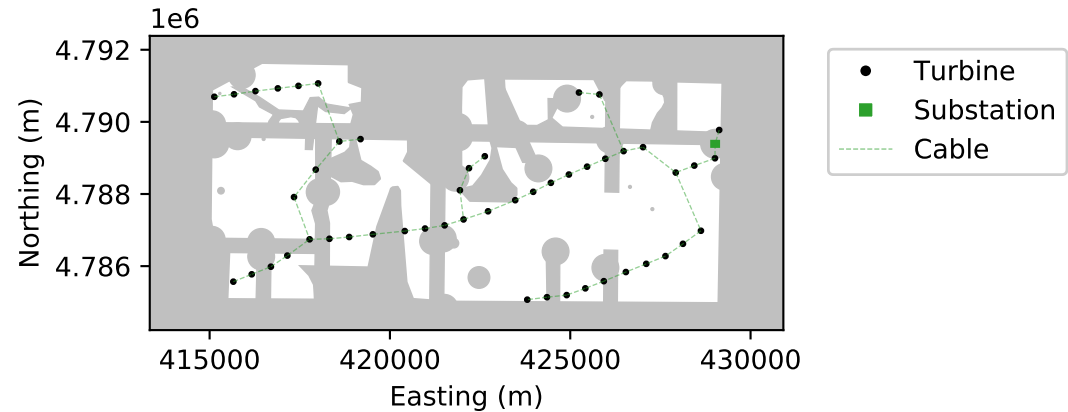 1e6
4.792
4.790
4.788
4.786
Northing (m)
415000 420000 425000 430000
Easting (m)
Turbine
Substation
Cable